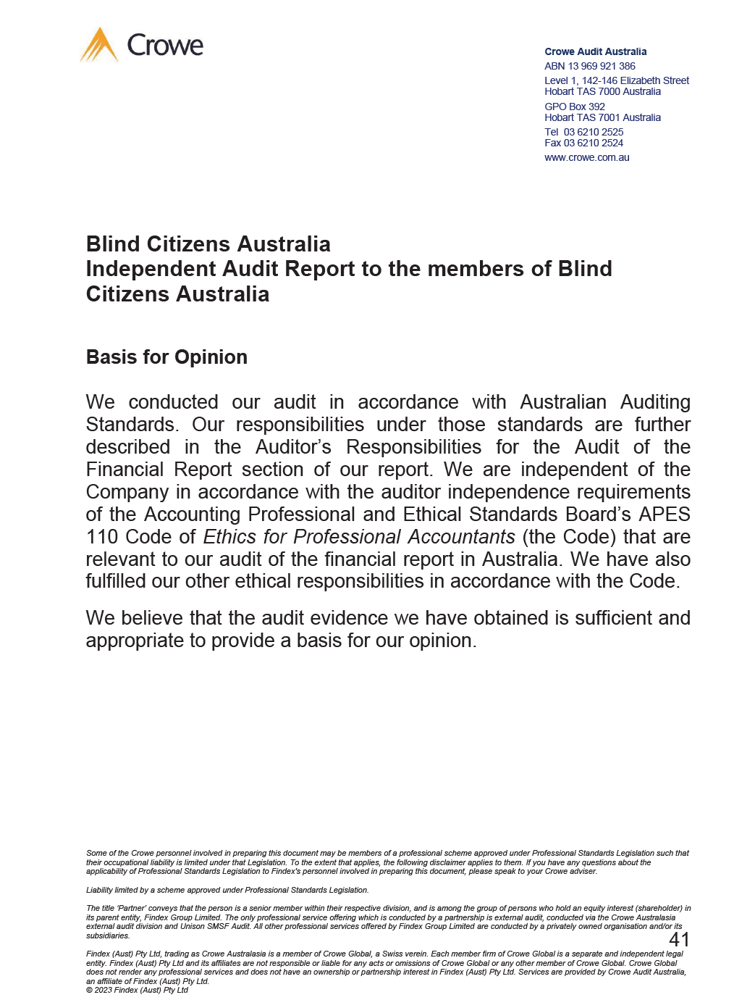 Crowe
Crowe Audit Australia
ABN 13 969 921 386
Level 1, 142-146 Elizabeth Street
Hobart TAS 7000 Australia
GPO Box 392
Hobart TAS 7001 Australia
Tel 03 6210 2525
Fax 03 6210 2524
www.crowe.com.au
Blind Citizens Australia
Independent Audit Report to the members of Blind
Citizens Australia
Basis for Opinion
We conducted our audit in accordance with Australian Auditing
Standards. Our responsibilities under those standards are further
described in the Auditor’s Responsibilities for the Audit of the
Financial Report section of our report. We are independent of the
Company in accordance with the auditor independence requirements
of the Accounting Professional and Ethical Standards Board’s APES
110 Code of Ethics for Professional Accountants (the Code) that are
relevant to our audit of the financial report in Australia. We have also
fulfilled our other ethical responsibilities in accordance with the Code.
We believe that the audit evidence we have obtained is sufficient and
appropriate to provide a basis for our opinion.
Some of the Crowe personnel involved in preparing this document may be members of a professional scheme approved under Professional Standards Legislation such that
their occupational liability is limited under that Legislation. To the extent that applies, the following disclaimer applies to them. If you have any questions about the
applicability of Professional Standards Legislation to Findex's personnel involved in preparing this document, please speak to your Crowe adviser.
Liability limited by a scheme approved under Professional Standards Legislation.
The title ‘Partner’ conveys that the person is a senior member within their respective division, and is among the group of persons who hold an equity interest (shareholder) in
its parent entity, Findex Group Limited. The only professional service offering which is conducted by a partnership is external audit, conducted via the Crowe Australasia
external audit division and Unison SMSF Audit. All other professional services offered by Findex Group Limited are conducted by a privately owned organisation and/or its
subsidiaries.
41
Findex (Aust) Pty Ltd, trading as Crowe Australasia is a member of Crowe Global, a Swiss verein. Each member firm of Crowe Global is a separate and independent legal
entity. Findex (Aust) Pty Ltd and its affiliates are not responsible or liable for any acts or omissions of Crowe Global or any other member of Crowe Global. Crowe Global
does not render any professional services and does not have an ownership or partnership interest in Findex (Aust) Pty Ltd. Services are provided by Crowe Audit Australia,
an affiliate of Findex (Aust) Pty Ltd.
© 2023 Findex (Aust) Pty Ltd